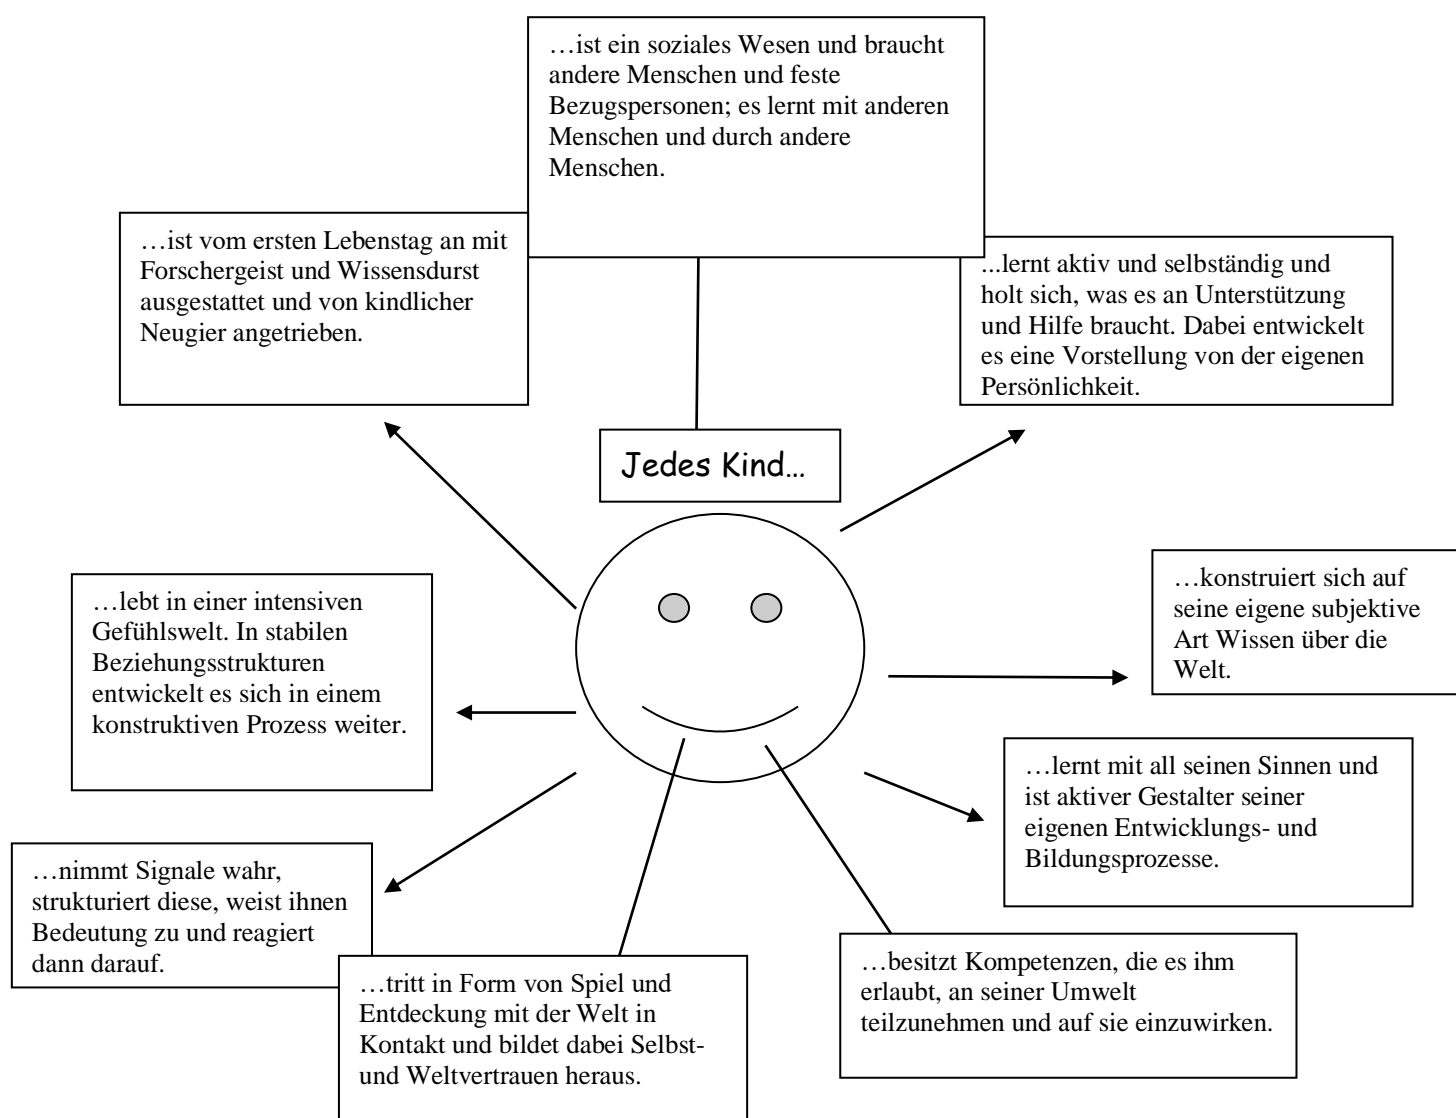 …ist ein soziales Wesen und braucht
andere Menschen und feste
Bezugspersonen; es lernt mit anderen
Menschen und durch andere
Menschen.
…ist vom ersten Lebenstag an mit
Forschergeist und Wissensdurst
ausgestattet und von kindlicher
Neugier angetrieben.
...lernt aktiv und selbständig und
holt sich, was es an Unterstützung
und Hilfe braucht. Dabei entwickelt
es eine Vorstellung von der eigenen
Persönlichkeit.
Jedes Kind…
…lebt in einer intensiven
Gefühlswelt. In stabilen
Beziehungsstrukturen
entwickelt es sich in einem
konstruktiven Prozess weiter.
…konstruiert sich auf
seine eigene subjektive
Art Wissen über die
Welt.
…lernt mit all seinen Sinnen und
ist aktiver Gestalter seiner
eigenen Entwicklungs- und
Bildungsprozesse.
…nimmt Signale wahr,
strukturiert diese, weist ihnen
Bedeutung zu und reagiert
dann darauf.
…tritt in Form von Spiel und
Entdeckung mit der Welt in
Kontakt und bildet dabei Selbst-
und Weltvertrauen heraus.
…besitzt Kompetenzen, die es ihm
erlaubt, an seiner Umwelt
teilzunehmen und auf sie einzuwirken.